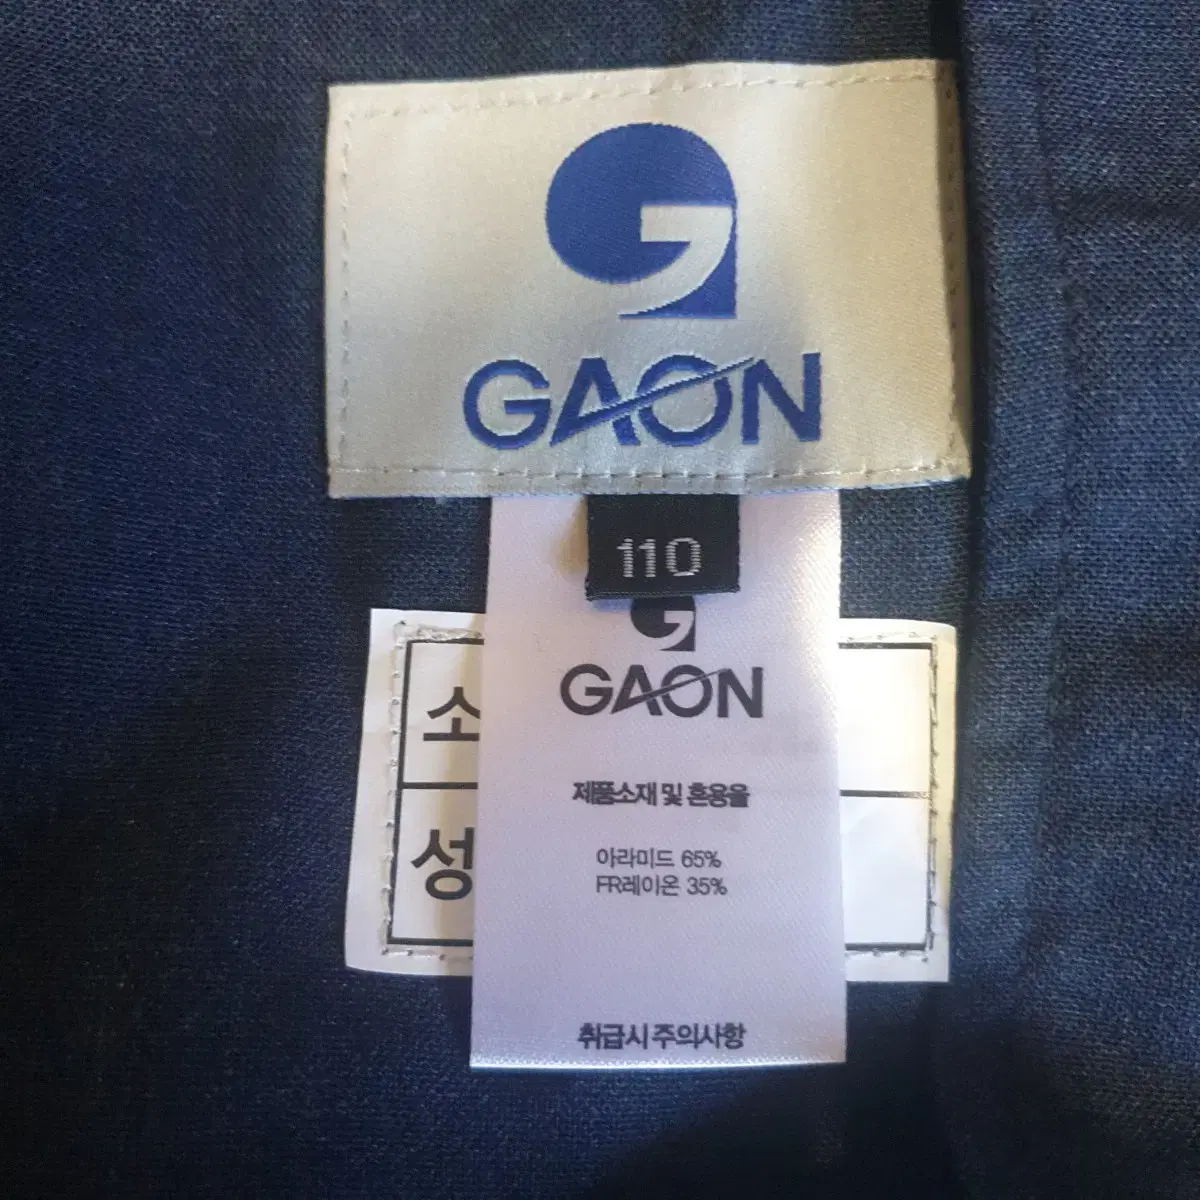 GAON
110
GAON
소
성
제품소재 및 혼용율
아라미드 65%
FR레이온 35%
취급시 주의사항